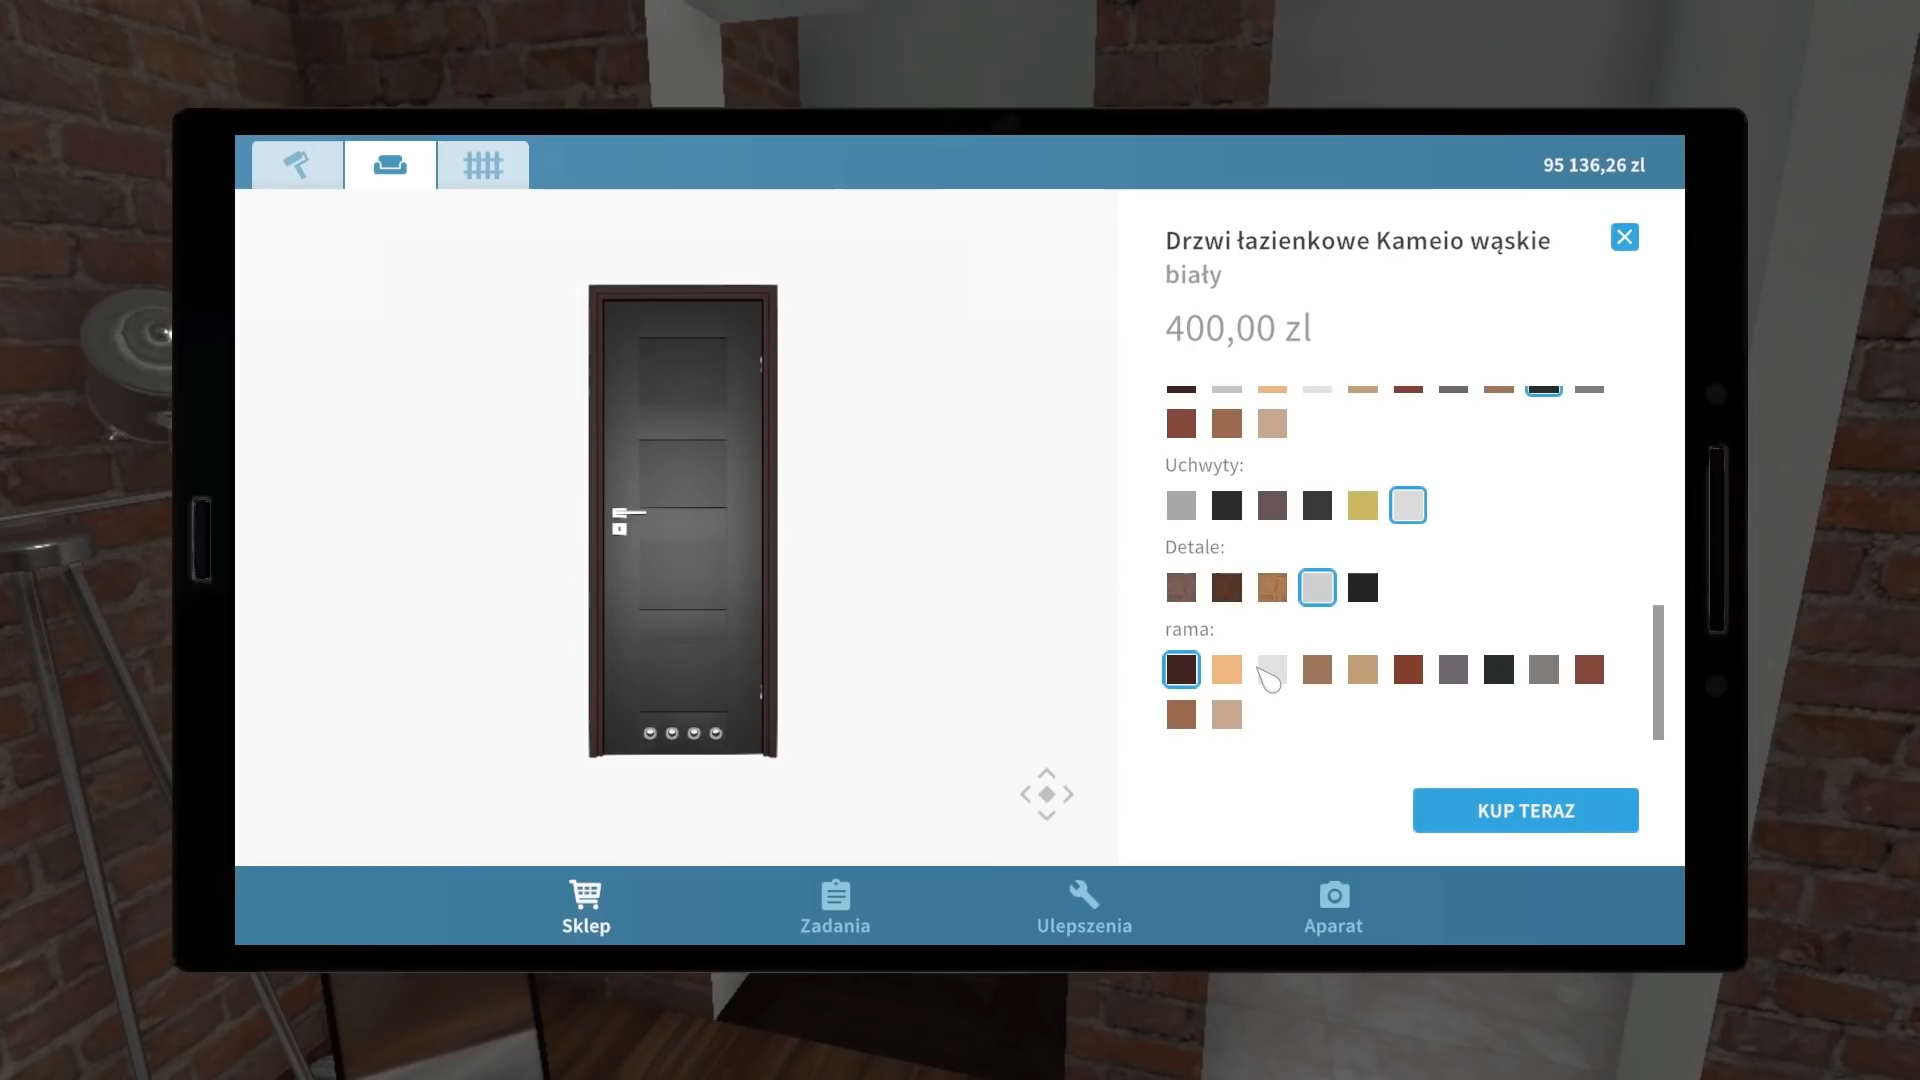 95 136,26 zl
Drzwi łazienkowe Kameio wąskie
biały
400,00 zl
Uchwyty:
Detale:
rama:
KUP TERAZ
Sklep
Zadania
Ulepszenia
Aparat